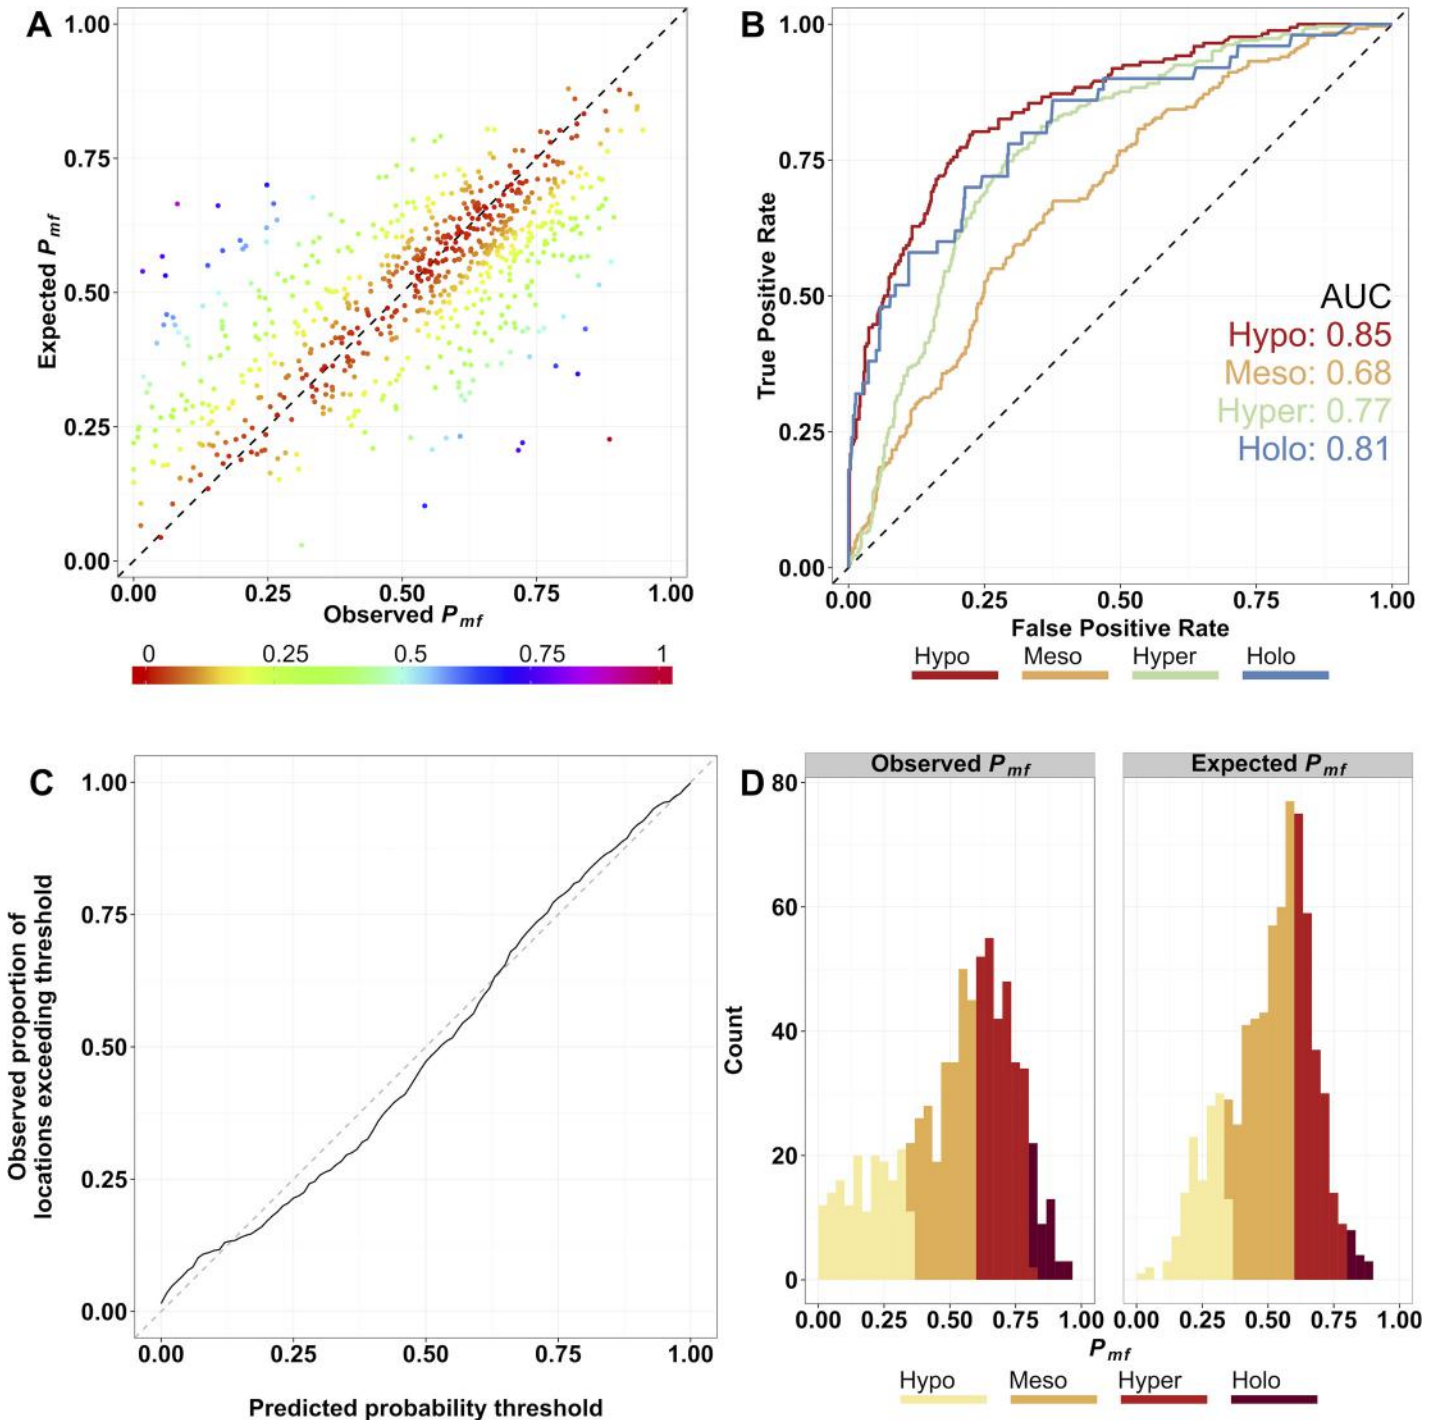 A
1.00
0.75
0.50
0.25
0.00
Expected Pmf
0.00 0.25 0.50 0.75 1.00
Observed Pmf
0 0.25 0.5 0.75 1
B
1.00
0.75
0.50
0.25
0.00
True Positive Rate
AUC
Hypo: 0.85
Meso: 0.68
Hyper: 0.77
Holo: 0.81
0.00 0.25 0.50 0.75 1.00
False Positive Rate
Hypo Meso Hyper Holo
C
1.00
0.75
0.50
0.25
0.00
Observed proportion of
locations exceeding threshold
0.00 0.25 0.50 0.75 1.00
Predicted probability threshold
D
Observed Pmf Expected Pmf
80
60
40
20
0
Count
0.00 0.25 0.50 0.75 1.00 0.00 0.25 0.50 0.75 1.00
Pmf
Hypo Meso Hyper Holo